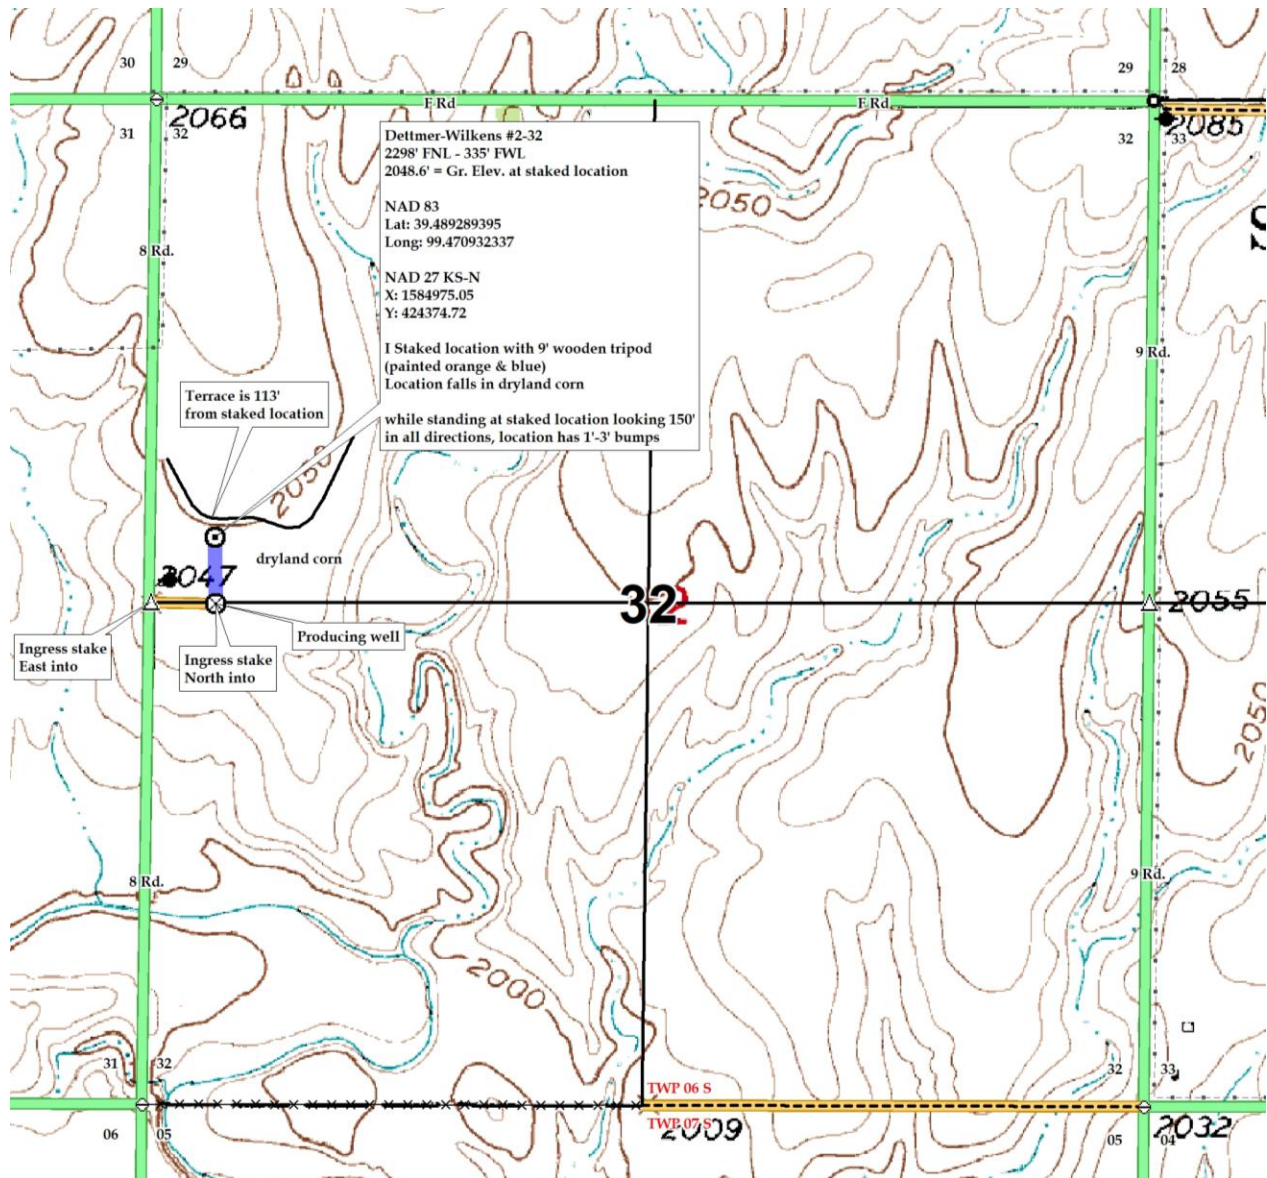 30
29
29
28
F Rd
F Rd
31
32
2066
32
33
2085
Dettmer-Wilkens #2-32
2298' FNL - 335' FWL
2048.6' = Gr. Elev. at staked location
NAD 83
Lat: 39.489289395
Long: 99.470932337
NAD 27 KS-N
X: 1584975.05
Y: 424374.72
I Staked location with 9' wooden tripod
(painted orange & blue)
Location falls in dryland corn
while standing at staked location looking 150'
in all directions, location has 1'-3' bumps
2050
8 Rd.
9 Rd.
Terrace is 113'
from staked location
2050
dryland corn
2047
32
2055
Ingress stake
East into
Ingress stake
North into
Producing well
2050
8 Rd.
9 Rd.
2000
31
32
32
33
TWP 06 S
TWP 07 S
2009
2032
06
05
05
04